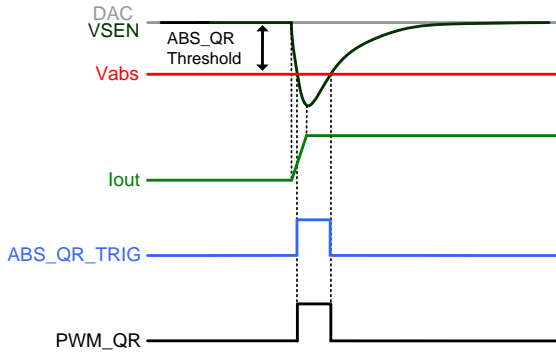 DAC
VSEN
ABS_QR
Threshold
Vabs
Iout
ABS_QR_TRIG
PWM_QR